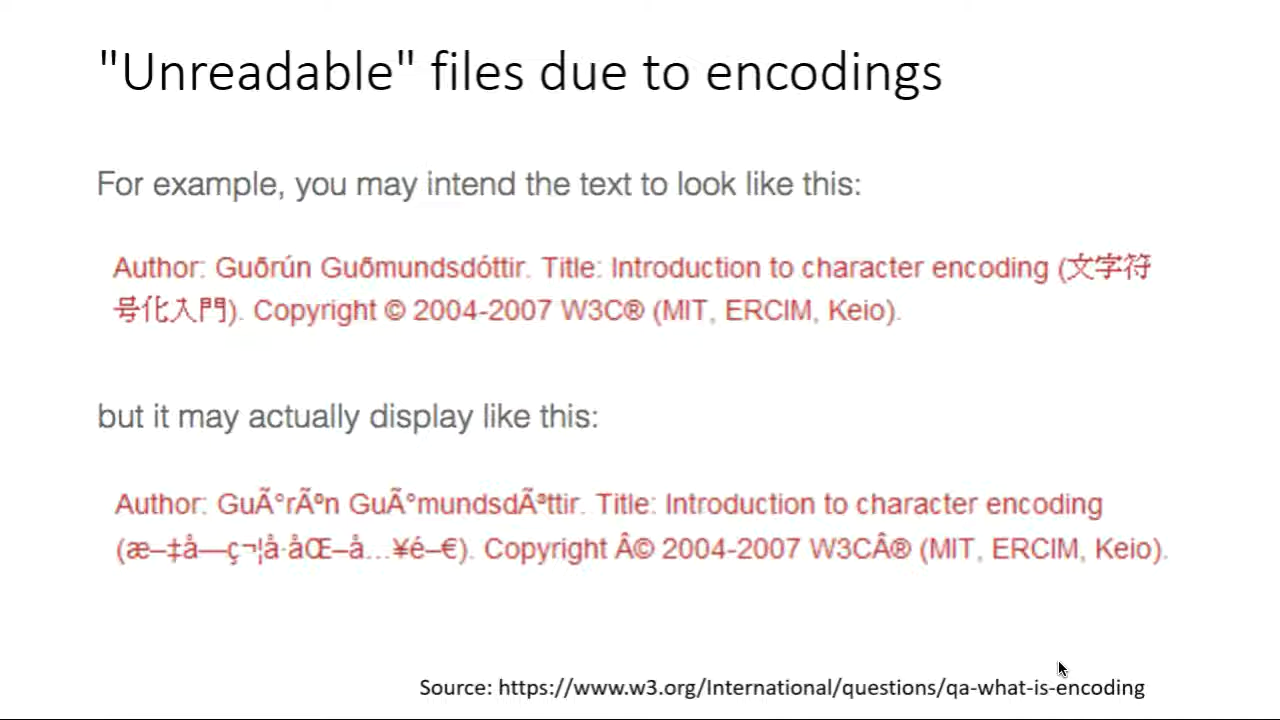 "Unreadable" files due to encodings
For example, you may intend the text to look like this:
Author: Guðrún Guðmundsdóttir. Title: Introduction to character encoding (文字符
号化入門). Copyright © 2004-2007 W3C® (MIT, ERCIM, Keio).
but it may actually display like this:
Author: GuÃ°rÃºn GuÃ°mundsdÃ³ttir. Title: Introduction to character encoding
(æ–‡å—ç¬¦å·åŒ–å…¥é–€). Copyright Â© 2004-2007 W3CÂ® (MIT, ERCIM, Keio).
Source: https://www.w3.org/International/questions/qa-what-is-encoding